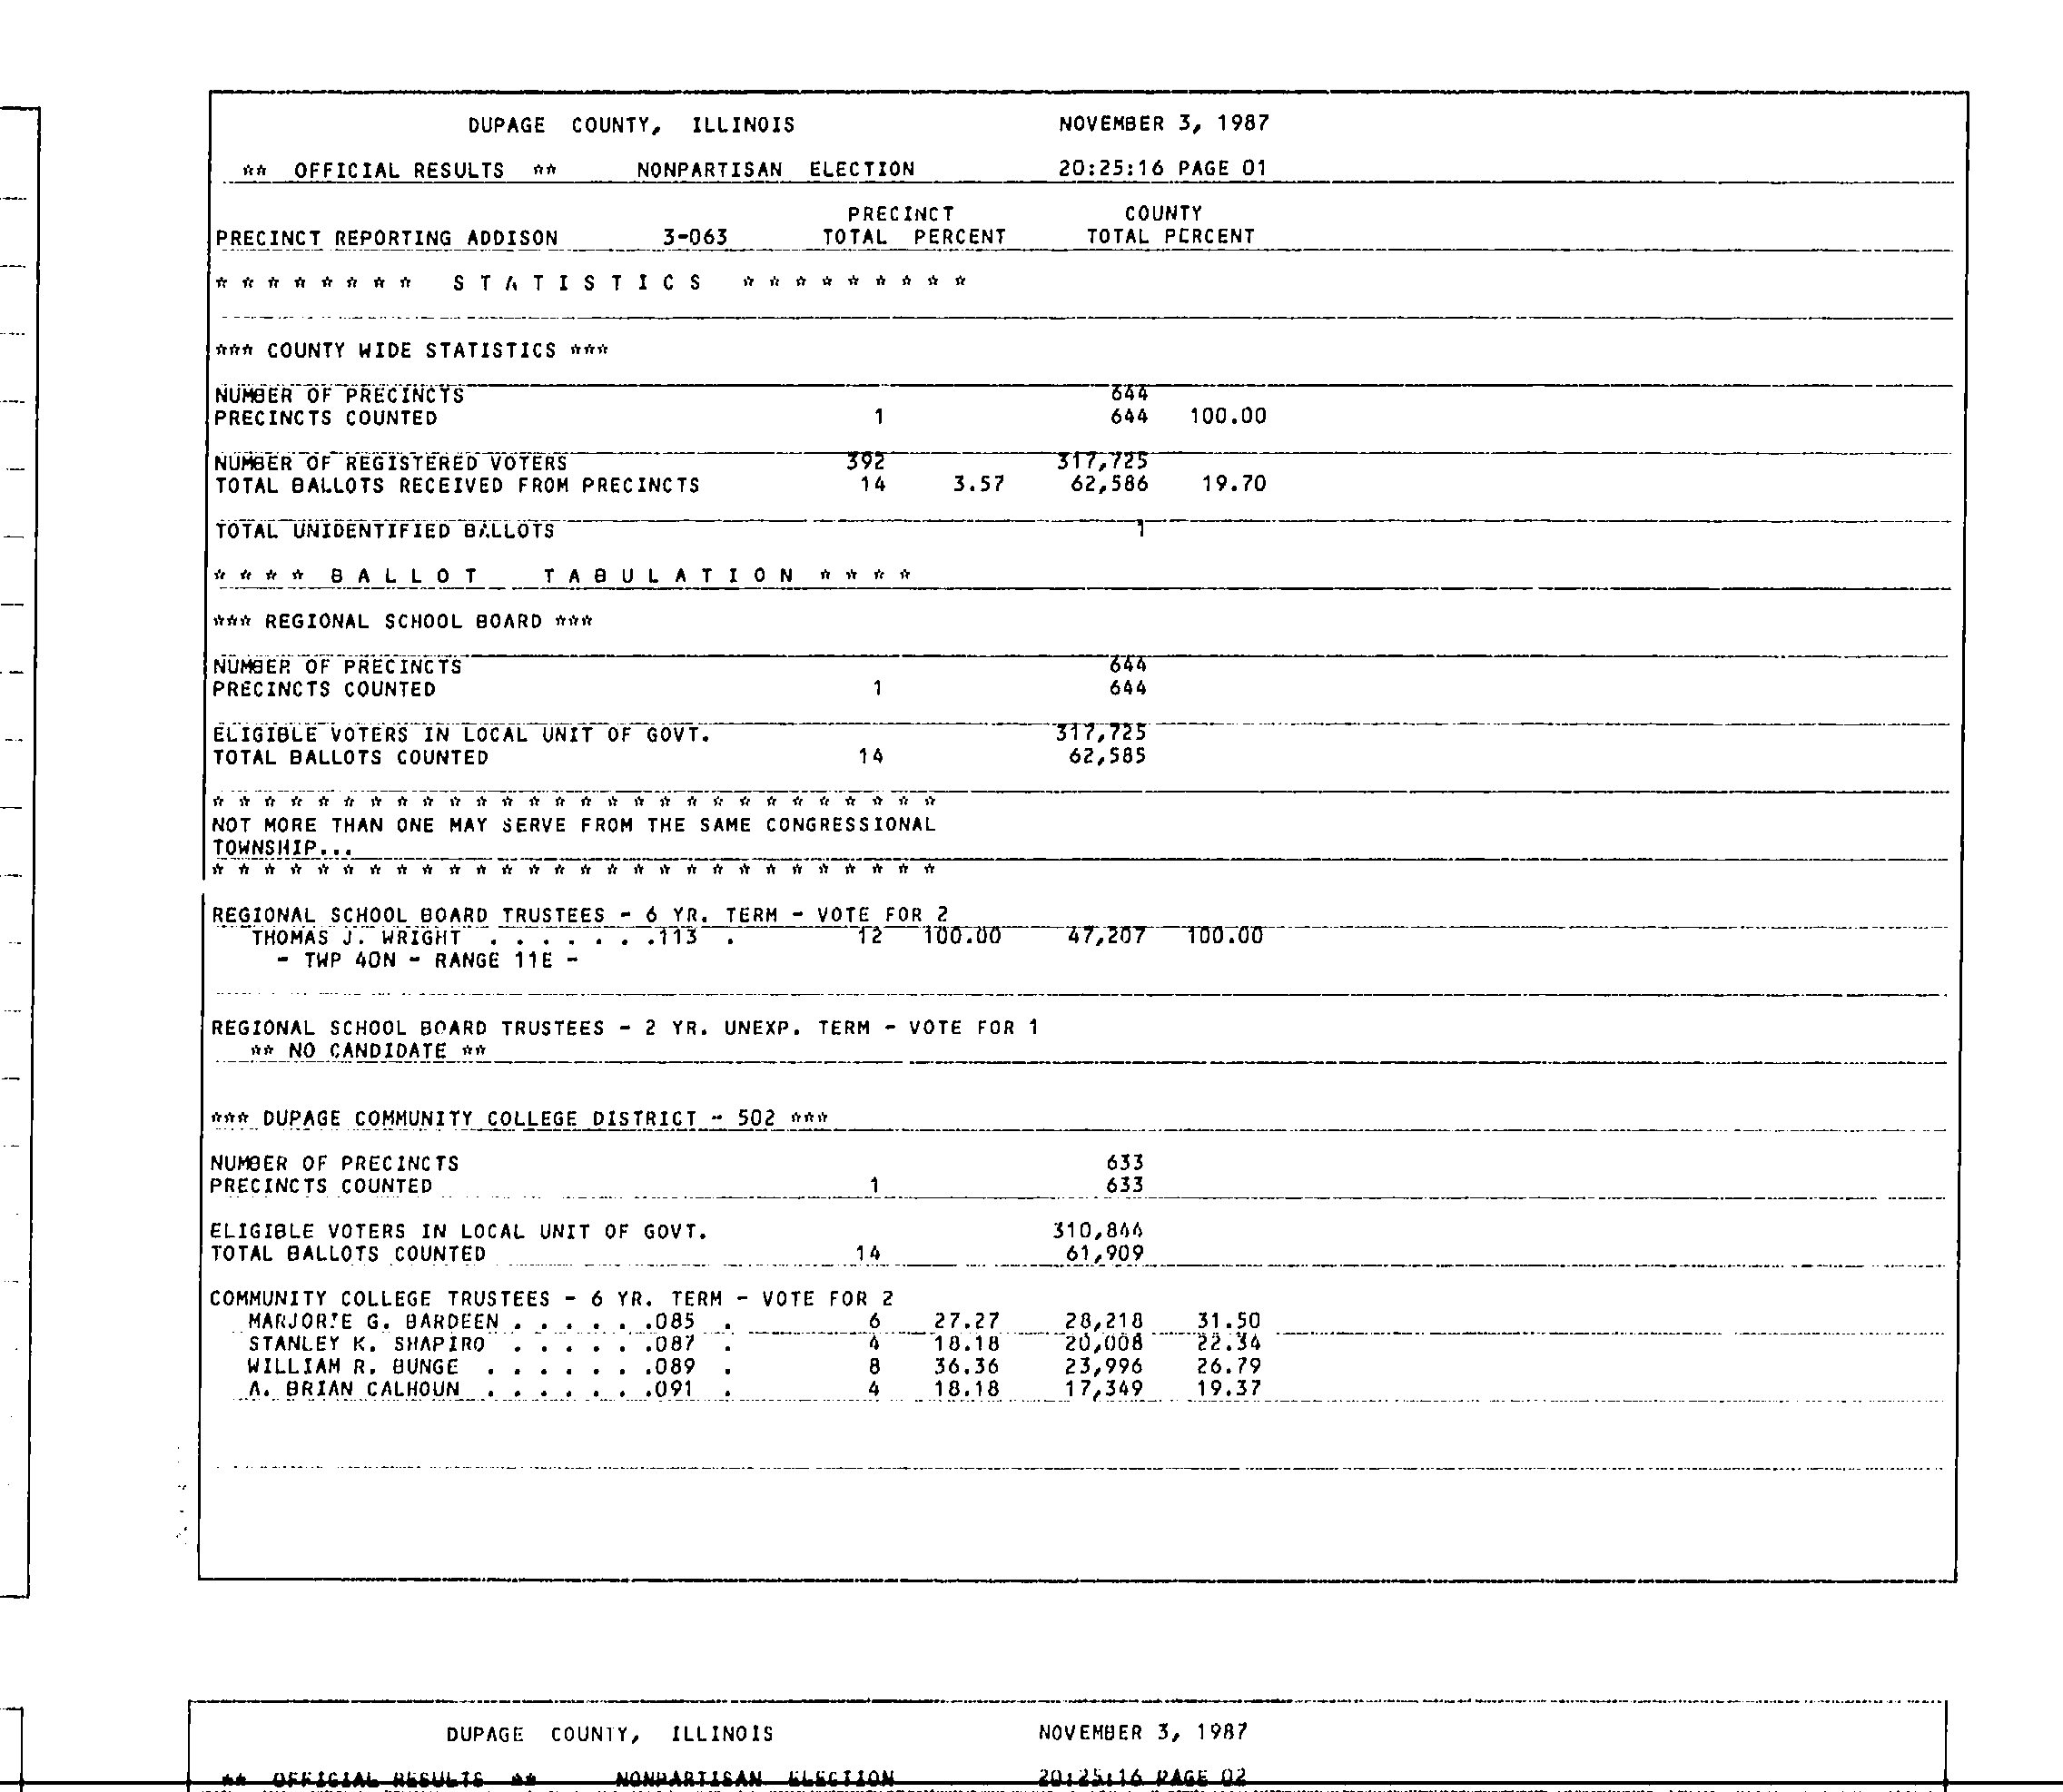 DUPAGE COUNTY, ILLINOIS NOVEMBER 3, 1987
** OFFICIAL RESULTS ** NONPARTISAN ELECTION 20:25:16 PAGE 01
PRECINCT COUNTY
PRECINCT REPORTING ADDISON 3-063 TOTAL PERCENT TOTAL PERCENT
* * * * * * * * S T A T I S T I C S * * * * * * * * *
*** COUNTY WIDE STATISTICS ***
NUMBER OF PRECINCTS 644
PRECINCTS COUNTED 1 644 100.00
NUMBER OF REGISTERED VOTERS 392 317,725
TOTAL BALLOTS RECEIVED FROM PRECINCTS 14 3.57 62,586 19.70
TOTAL UNIDENTIFIED BALLOTS 1
* * * * B A L L O T T A B U L A T I O N * * * *
*** REGIONAL SCHOOL BOARD ***
NUMBER OF PRECINCTS 644
PRECINCTS COUNTED 1 644
ELIGIBLE VOTERS IN LOCAL UNIT OF GOVT. 317,725
TOTAL BALLOTS COUNTED 14 62,585
* * * * * * * * * * * * * * * * * * * * * * * * * * * *
NOT MORE THAN ONE MAY SERVE FROM THE SAME CONGRESSIONAL
TOWNSHIP...
* * * * * * * * * * * * * * * * * * * * * * * * * * * *
REGIONAL SCHOOL BOARD TRUSTEES - 6 YR. TERM - VOTE FOR 2
THOMAS J. WRIGHT . . . . . . .113 . 12 100.00 47,207 100.00
- TWP 40N - RANGE 11E -
REGIONAL SCHOOL BOARD TRUSTEES - 2 YR. UNEXP. TERM - VOTE FOR 1
** NO CANDIDATE **
*** DUPAGE COMMUNITY COLLEGE DISTRICT - 502 ***
NUMBER OF PRECINCTS 633
PRECINCTS COUNTED 1 633
ELIGIBLE VOTERS IN LOCAL UNIT OF GOVT. 310,844
TOTAL BALLOTS COUNTED 14 61,909
COMMUNITY COLLEGE TRUSTEES - 6 YR. TERM - VOTE FOR 2
MARJORIE G. BARDEEN . . . . . .085 . 6 27.27 28,218 31.50
STANLEY K. SHAPIRO . . . . . .087 . 4 18.18 20,008 22.34
WILLIAM R. BUNGE . . . . . . .089 . 8 36.36 23,996 26.79
A. BRIAN CALHOUN . . . . . . .091 . 4 18.18 17,349 19.37
DUPAGE COUNTY, ILLINOIS NOVEMBER 3, 1987
** OFFICIAL RESULTS ** NONPARTISAN ELECTION 20:25:16 PAGE 02